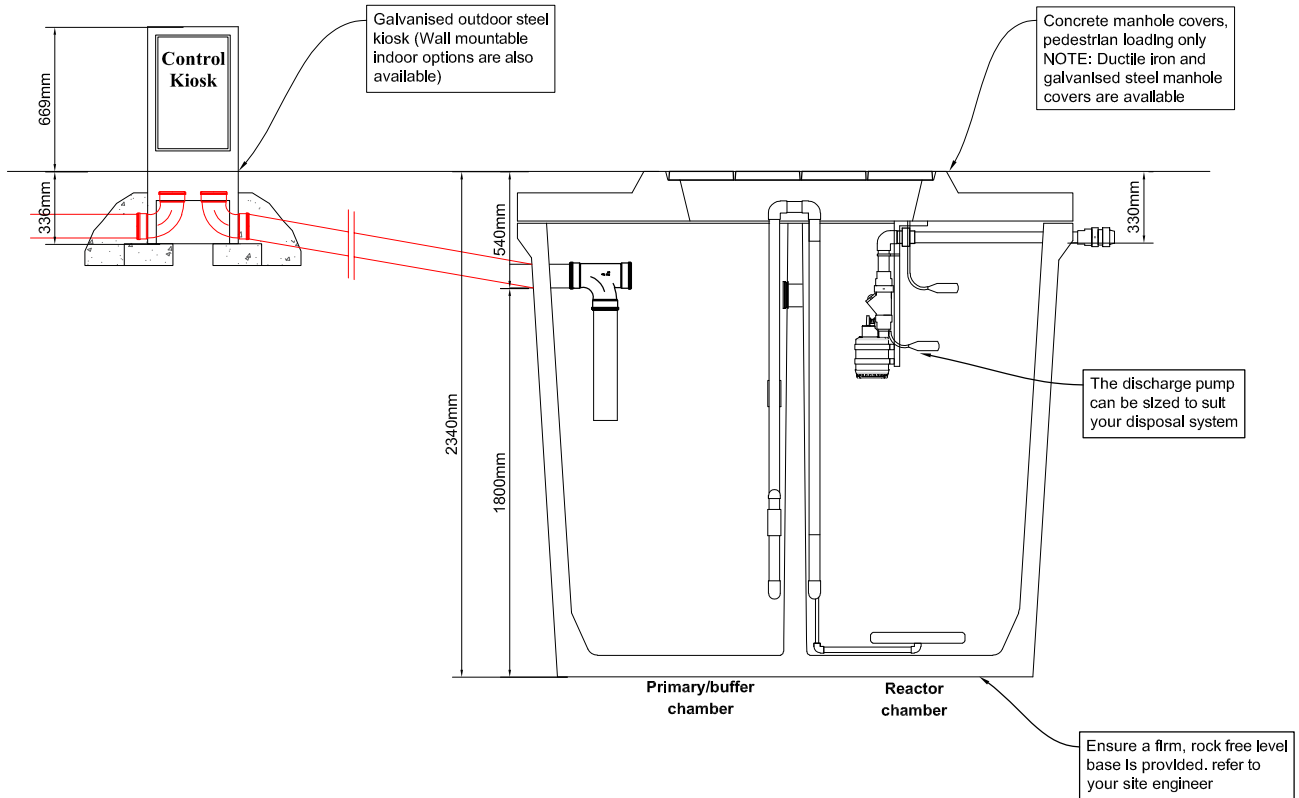 Galvanised outdoor steel
kiosk (Wall mountable
indoor options are also
available)
Concrete manhole covers,
pedestrian loading only
NOTE: Ductile iron and
galvanised steel manhole
covers are available
Control
Kiosk
669mm
336mm
540mm
330mm
2340mm
1800mm
The discharge pump
can be sized to suit
your disposal system
Primary/buffer
chamber
Reactor
chamber
Ensure a firm, rock free level
base is provided. refer to
your site engineer